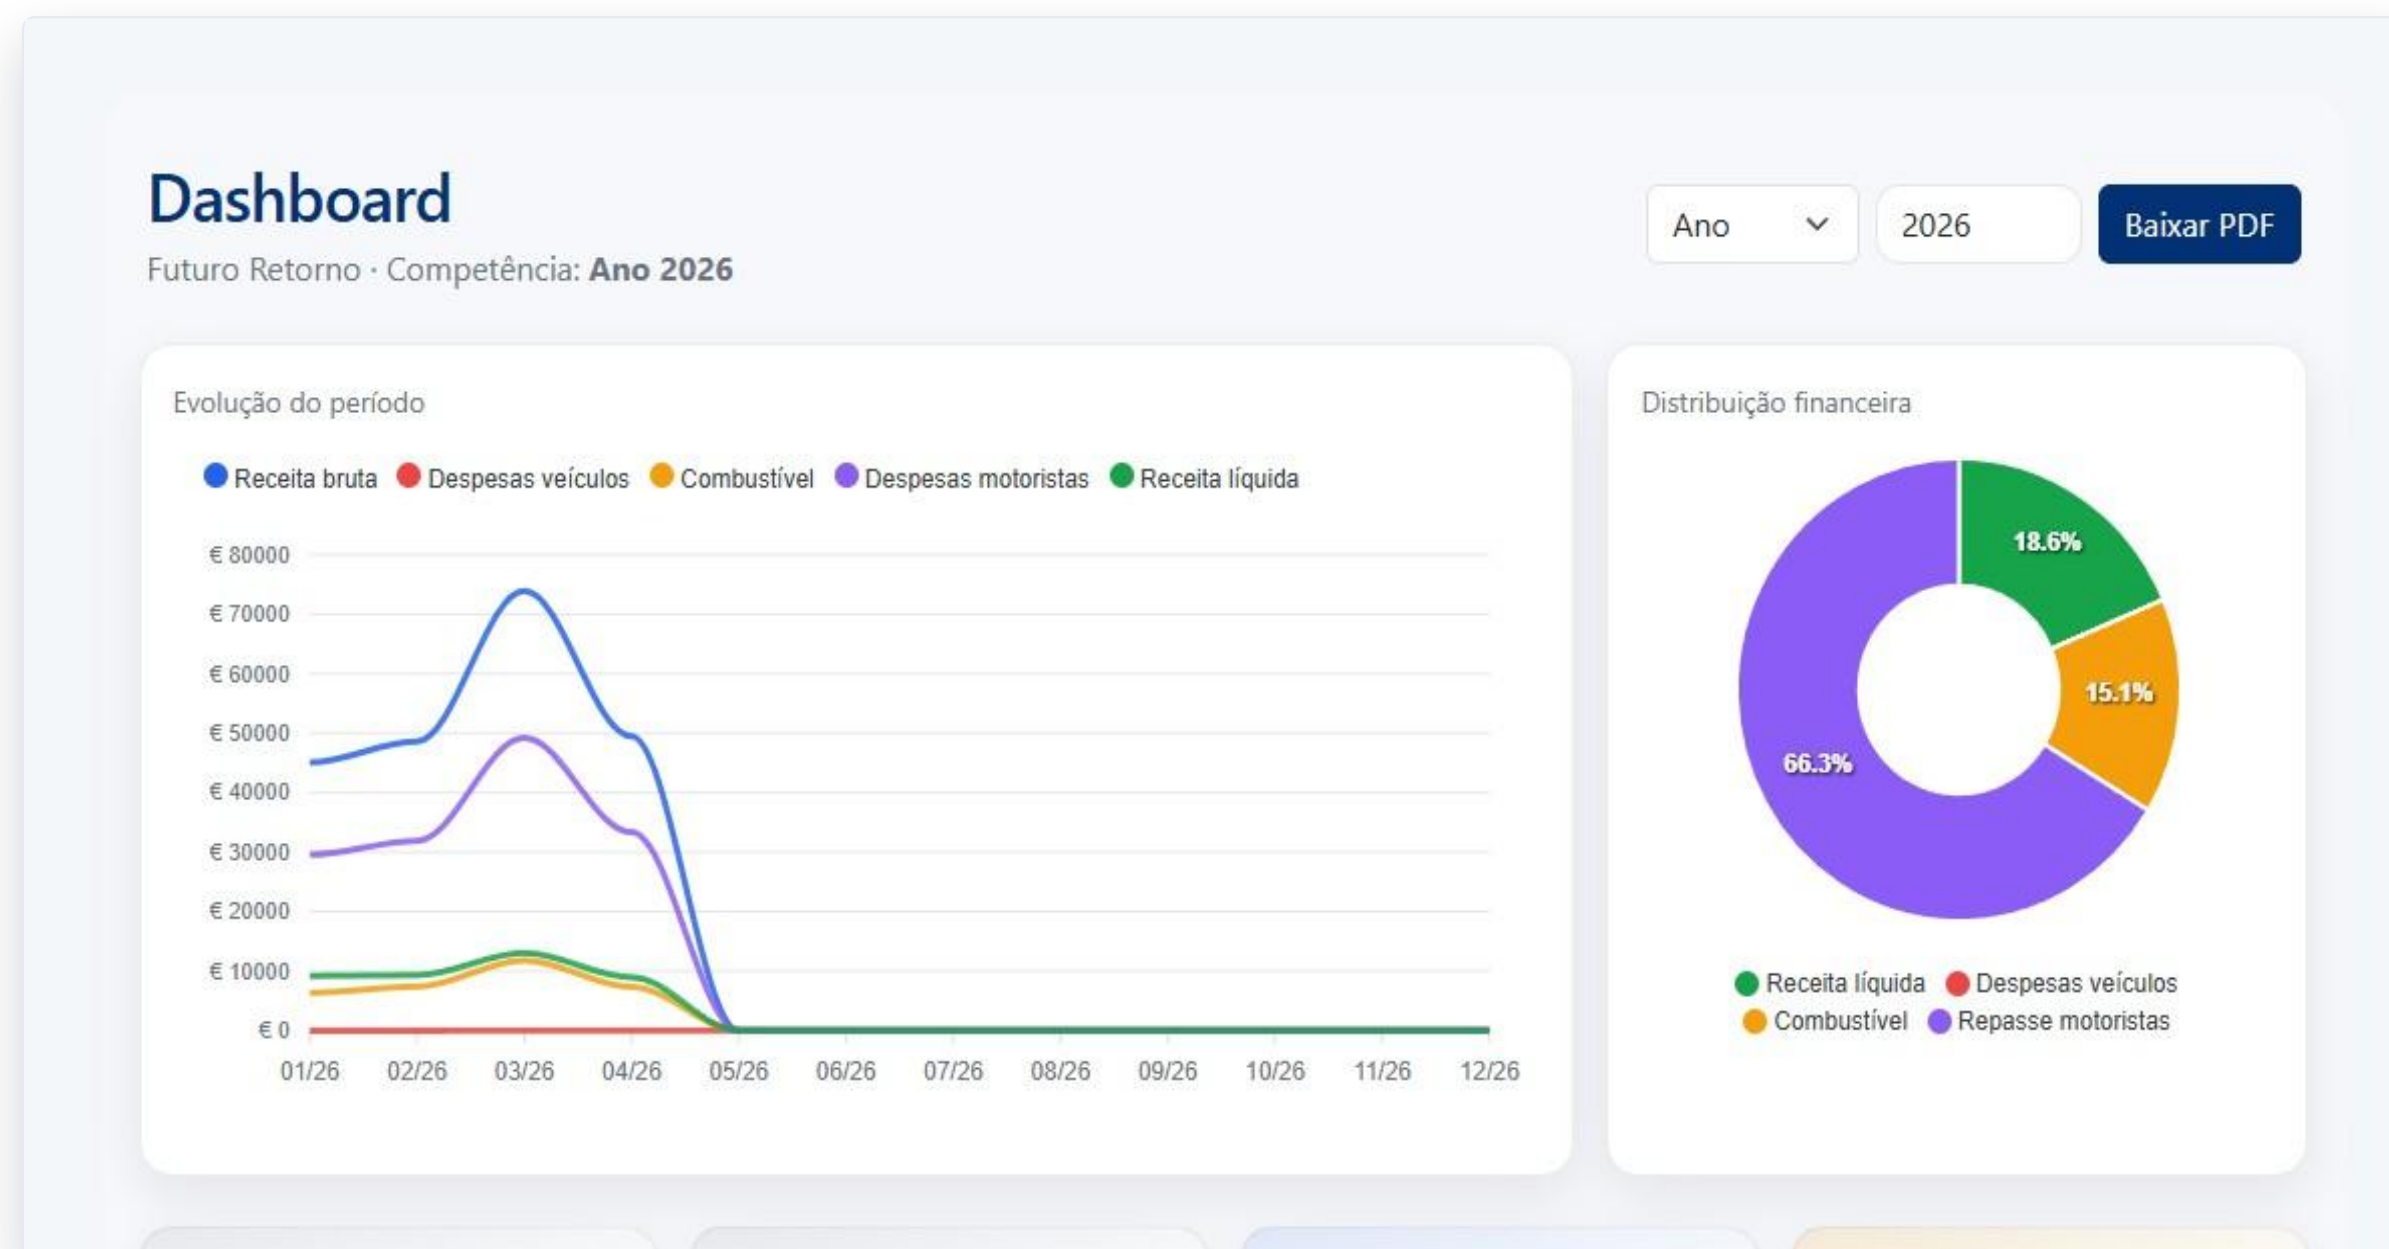 Dashboard
Futuro Retorno · Competência: Ano 2026
Ano
2026
Baixar PDF
Evolução do período
Receita bruta Despesas veículos Combustível Despesas motoristas Receita líquida
€ 80000
€ 70000
€ 60000
€ 50000
€ 40000
€ 30000
€ 20000
€ 10000
€ 0
01/26 02/26 03/26 04/26 05/26 06/26 07/26 08/26 09/26 10/26 11/26 12/26
Distribuição financeira
18.6%
15.1%
66.3%
Receita líquida Despesas veículos
Combustível Repasse motoristas